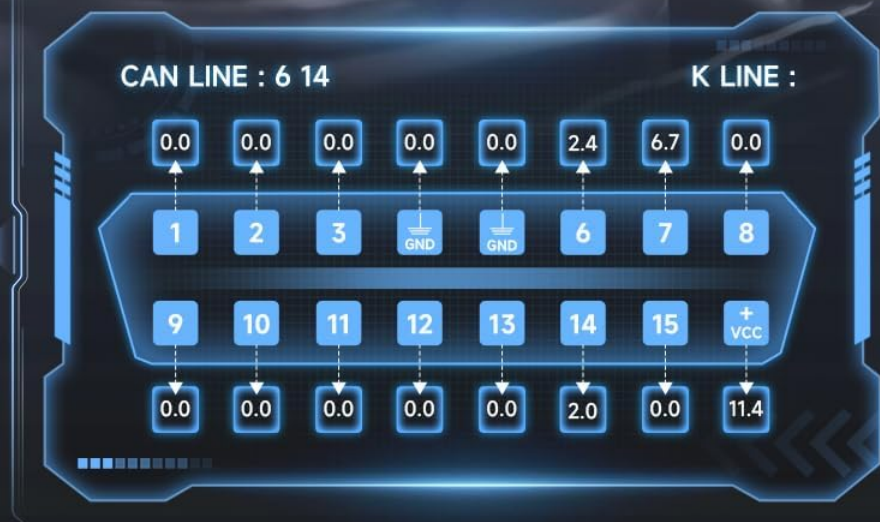 CAN LINE : 6 14
K LINE :
0.0 0.0 0.0 0.0 0.0 2.4 6.7 0.0
1 2 3 GND GND 6 7 8
9 10 11 12 13 14 15 + VCC
0.0 0.0 0.0 0.0 0.0 2.0 0.0 11.4